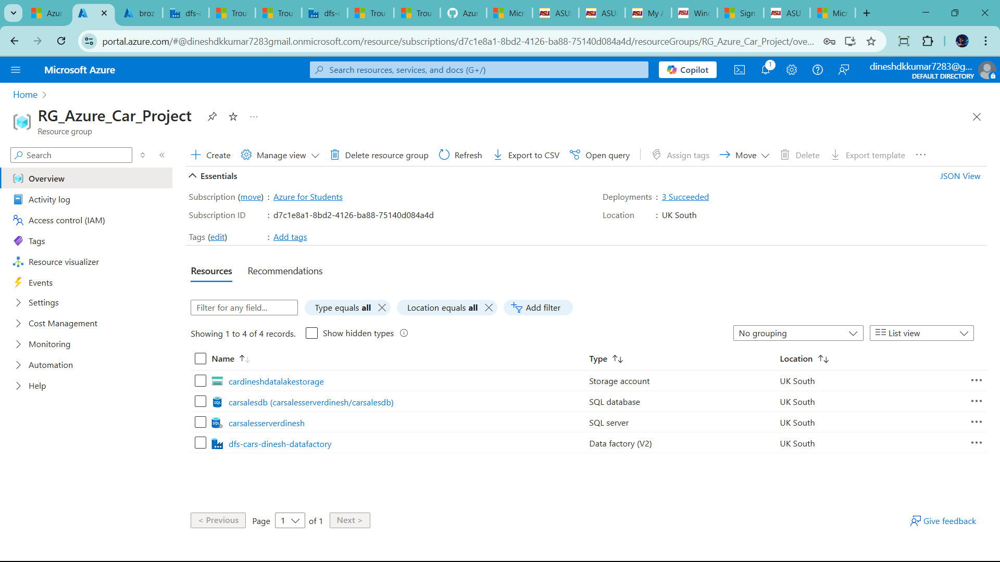 Azur
broz
dfs-c
Trou
Trou
dfs-c
Trou
Trou
Azur
Micr
ASU
ASU
My A
Wind
Sign
ASU
Micr
portal.azure.com/#@dineshdkkumar7283gmail.onmicrosoft.com/resource/subscriptions/d7c1e8a1-8bd2-4126-ba88-75140d084a4d/resourceGroups/RG_Azure_Car_Project/ove...
Microsoft Azure
Search resources, services, and docs (G+/)
Copilot
1
dineshdkkumar7283@g...
DEFAULT DIRECTORY
Home
RG_Azure_Car_Project
Resource group
Search
Create
Manage view
Delete resource group
Refresh
Export to CSV
Open query
Assign tags
Move
Delete
Export template
Overview
Activity log
Access control (IAM)
Tags
Resource visualizer
Events
Settings
Cost Management
Monitoring
Automation
Help
Essentials
JSON View
Subscription (move) : Azure for Students
Deployments : 3 Succeeded
Subscription ID : d7c1e8a1-8bd2-4126-ba88-75140d084a4d
Location : UK South
Tags (edit) : Add tags
Resources
Recommendations
Filter for any field...
Type equals all
Location equals all
Add filter
Showing 1 to 4 of 4 records.
Show hidden types
No grouping
List view
Name
Type
Location
cardineshdatalakestorage
Storage account
UK South
SQL
carsalesdb (carsalesserverdinesh/carsalesdb)
SQL database
UK South
SQL
carsalesserverdinesh
SQL server
UK South
dfs-cars-dinesh-datafactory
Data factory (V2)
UK South
< Previous
Page
1
of 1
Next >
Give feedback